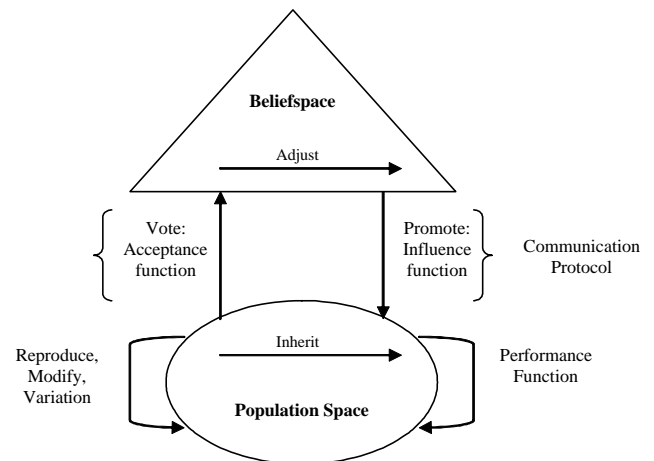 Beliefspace
Adjust
Vote:
Acceptance
function
Promote:
Influence
function
Communication
Protocol
Inherit
Reproduce,
Modify,
Variation
Performance
Function
Population Space